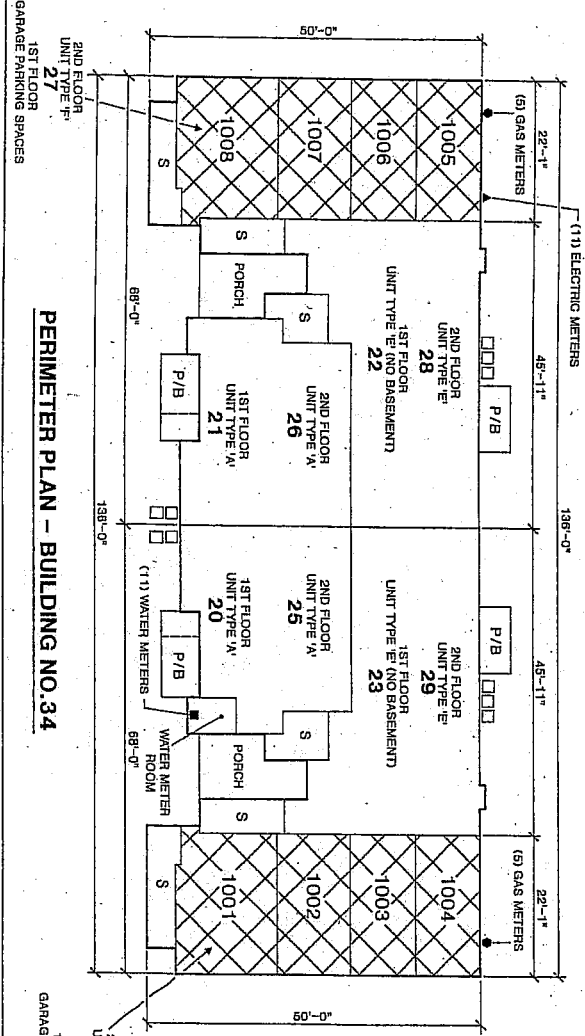 50'-0"
(5) GAS METERS
22'-1"
(11) ELECTRIC METERS
45'-11"
136'-0"
45'-11"
(5) GAS METERS
22'-1"
50'-0"
1005
1006
1007
1008
1004
1003
1002
1001
P/B
P/B
2ND FLOOR
UNIT TYPE 'E'
28
1ST FLOOR
UNIT TYPE 'E' (NO BASEMENT)
22
2ND FLOOR
UNIT TYPE 'E'
29
1ST FLOOR
UNIT TYPE 'E' (NO BASEMENT)
23
2ND FLOOR
UNIT TYPE 'A'
26
1ST FLOOR
UNIT TYPE 'A'
21
2ND FLOOR
UNIT TYPE 'A'
25
1ST FLOOR
UNIT TYPE 'A'
20
S
S
PORCH
S
P/B
P/B
S
PORCH
S
S
(11) WATER METERS
WATER METER
ROOM
2ND FLOOR
UNIT TYPE 'F'
27
1ST FLOOR
GARAGE PARKING SPACES
68'-0"
68'-0"
136'-0"
GARAG
PERIMETER PLAN - BUILDING NO.34